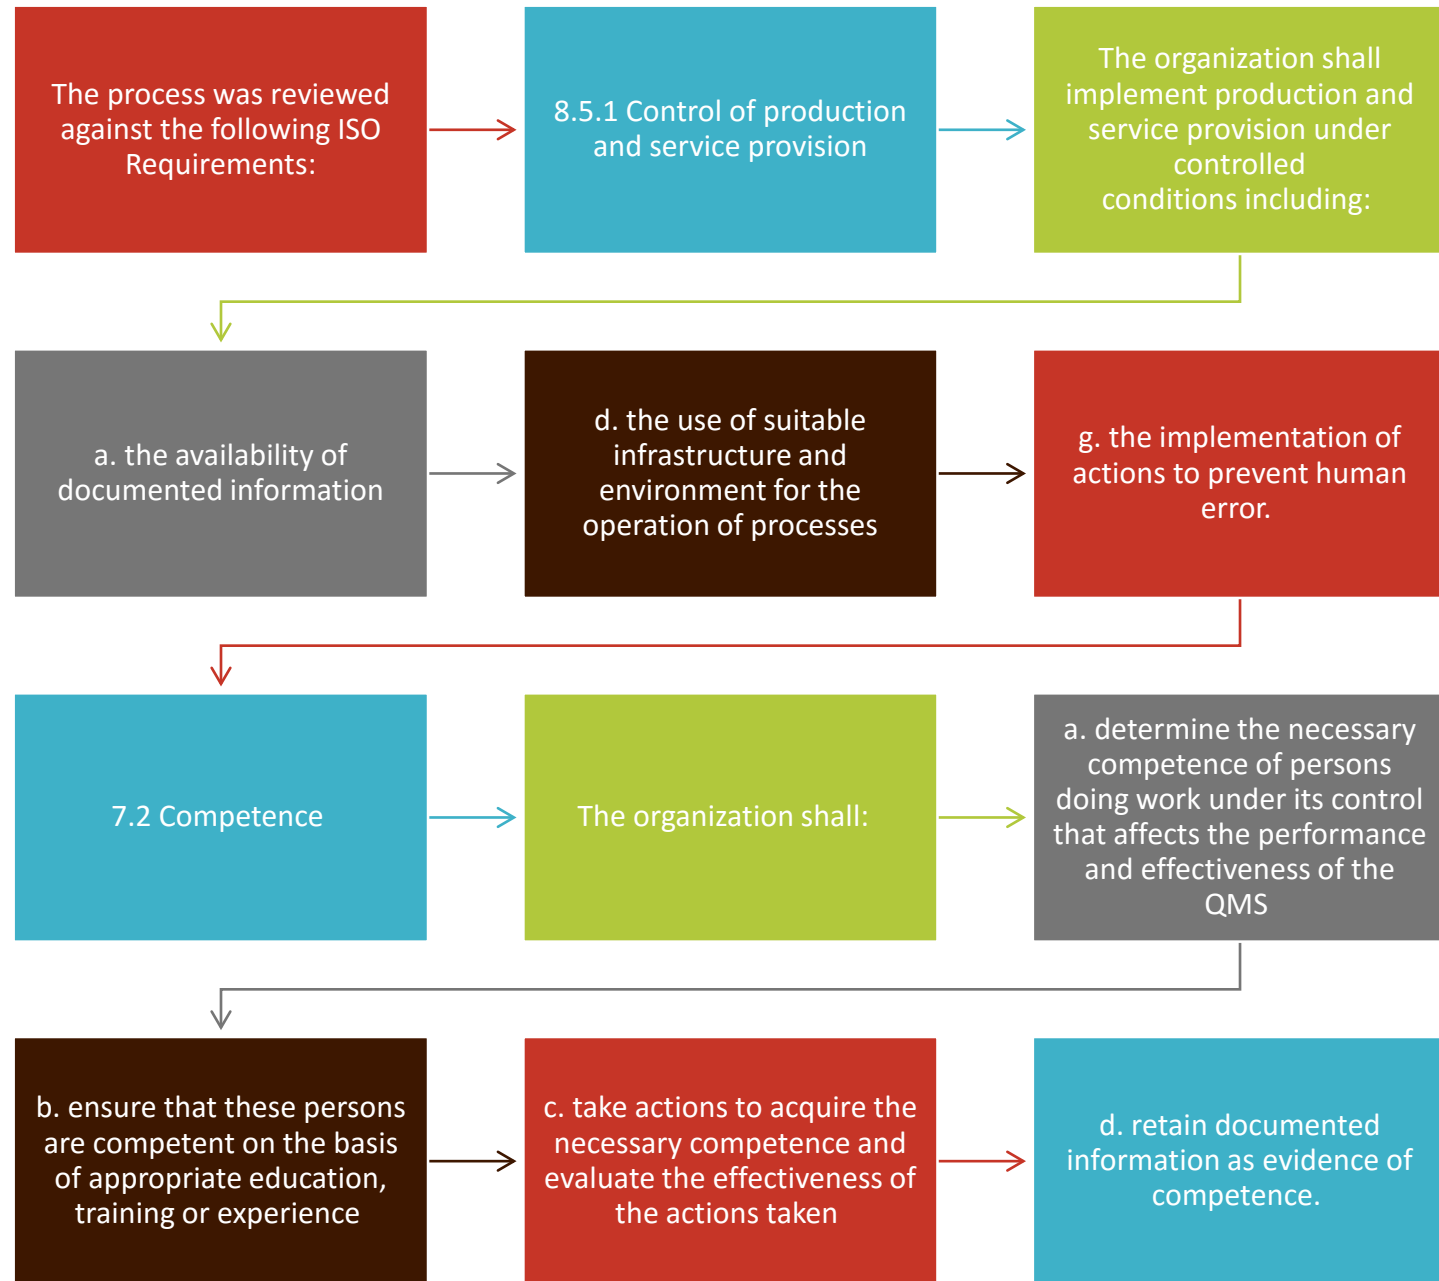 The process was reviewed
against the following ISO
Requirements:
8.5.1 Control of production
and service provision
The organization shall
implement production and
service provision under
controlled
conditions including:
a. the availability of
documented information
d. the use of suitable
infrastructure and
environment for the
operation of processes
g. the implementation of
actions to prevent human
error.
7.2 Competence
The organization shall:
a. determine the necessary
competence of persons
doing work under its control
that affects the performance
and effectiveness of the
QMS
b. ensure that these persons
are competent on the basis
of appropriate education,
training or experience
c. take actions to acquire the
necessary competence and
evaluate the effectiveness of
the actions taken
d. retain documented
information as evidence of
competence.